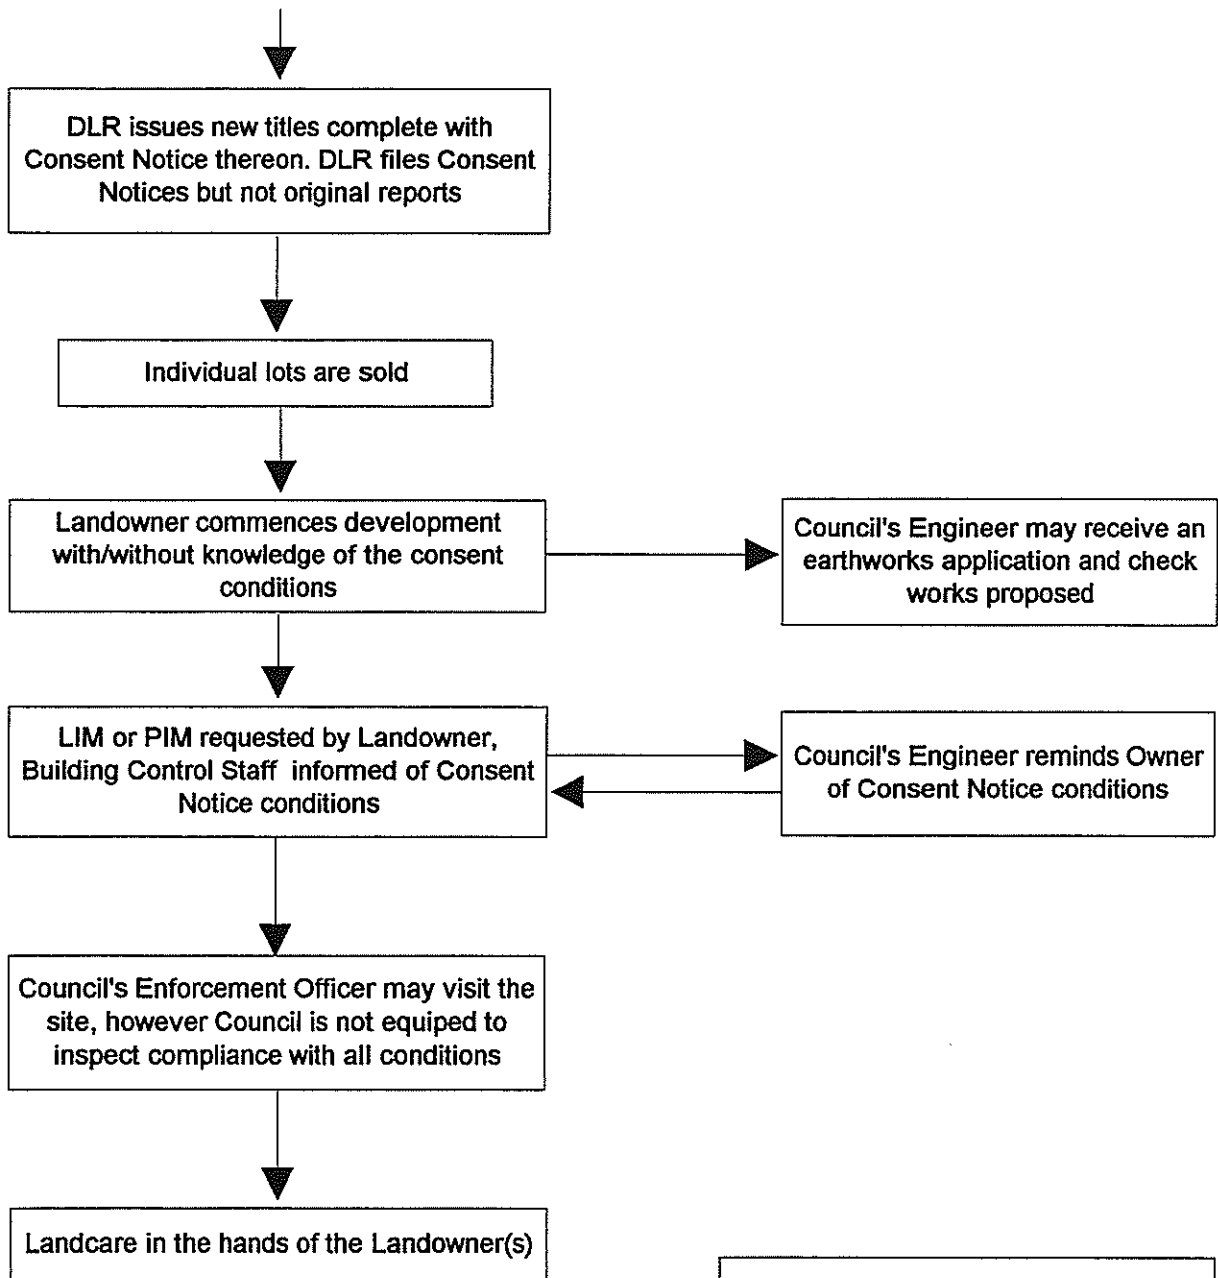 DLR issues new titles complete with
Consent Notice thereon. DLR files Consent
Notices but not original reports
Individual lots are sold
Landowner commences development
with/without knowledge of the consent
conditions
Council's Engineer may receive an
earthworks application and check
works proposed
LIM or PIM requested by Landowner,
Building Control Staff informed of Consent
Notice conditions
Council's Engineer reminds Owner
of Consent Notice conditions
Council's Enforcement Officer may visit the
site, however Council is not equiped to
inspect compliance with all conditions
Landcare in the hands of the Landowner(s)